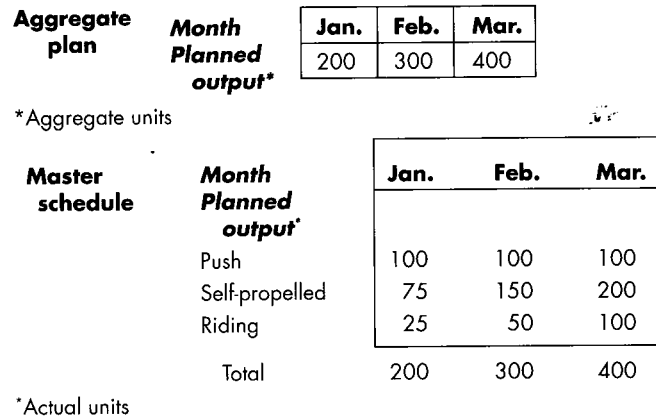 Aggregate Month Jan. Feb. Mar.
plan Planned 200 300 400
output*
*Aggregate units
Master Month Jan. Feb. Mar.
schedule Planned
output*
Push 100 100 100
Self-propelled 75 150 200
Riding 25 50 100
Total 200 300 400
*Actual units